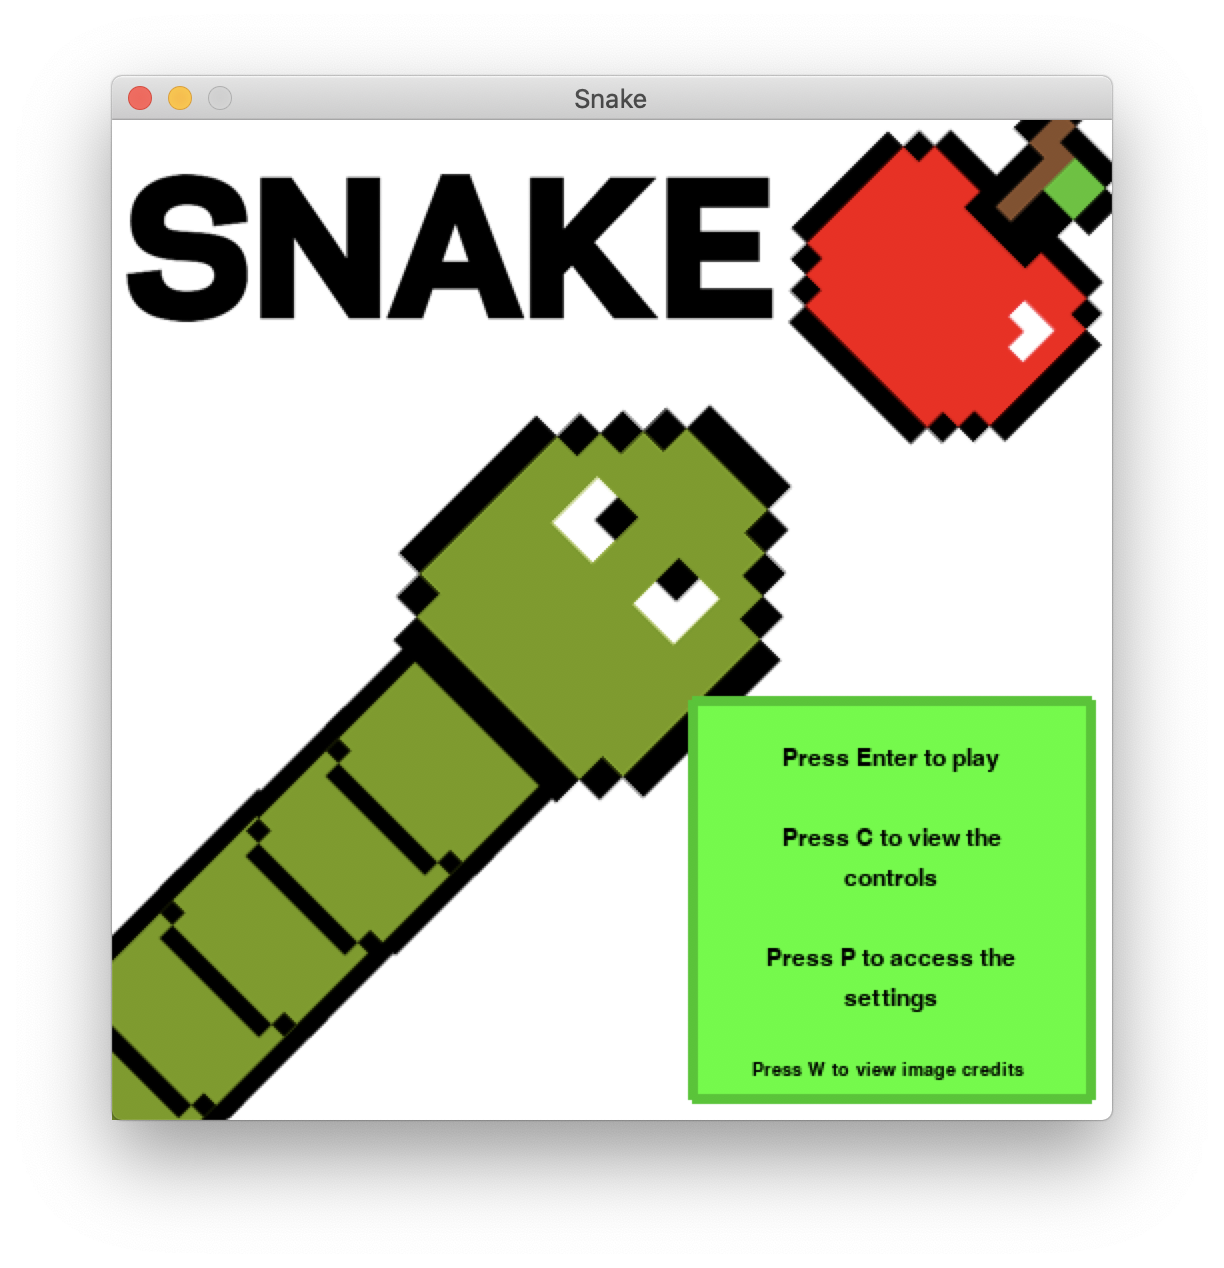 Snake
SNAKE
Press Enter to play
Press C to view the
controls
Press P to access the
settings
Press W to view image credits